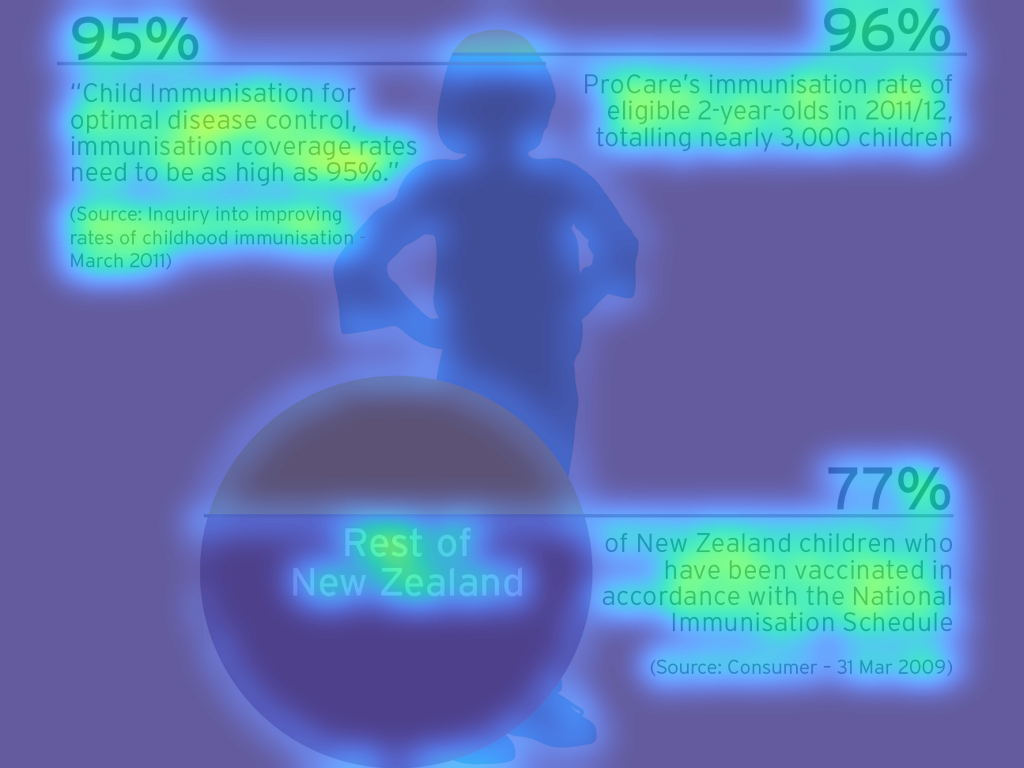 95%
“Child Immunisation for
optimal disease control,
immunisation coverage rates
need to be as high as 95%.”
(Source: Inquiry into improving
rates of childhood immunisation -
March 2011)
96%
ProCare’s immunisation rate of
eligible 2-year-olds in 2011/12,
totalling nearly 3,000 children
Rest of
New Zealand
77%
of New Zealand children who
have been vaccinated in
accordance with the National
Immunisation Schedule
(Source: Consumer – 31 Mar 2009)